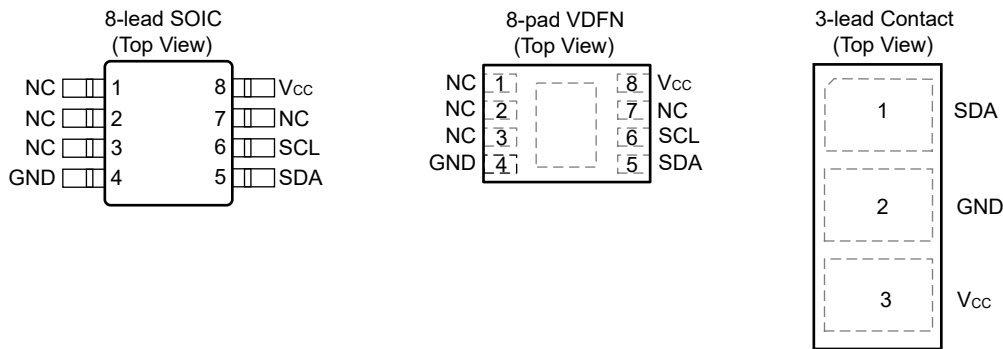 8-lead SOIC
(Top View)
NC 1 8 Vcc
NC 2 7 NC
NC 3 6 SCL
GND 4 5 SDA
8-pad VDFN
(Top View)
NC 1 8 Vcc
NC 2 7 NC
NC 3 6 SCL
GND 4 5 SDA
3-lead Contact
(Top View)
1 SDA
2 GND
3 Vcc